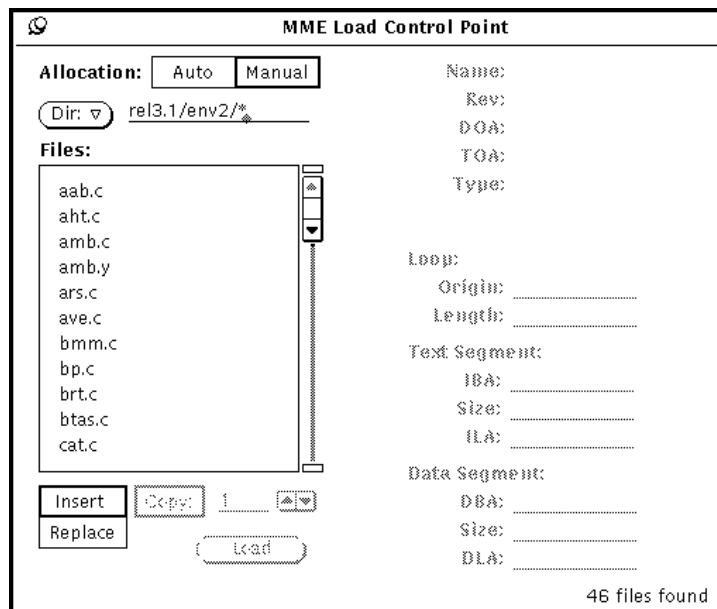 MME Load Control Point
Allocation: Auto Manual
Dir: rel3.1/env2/*
Files:
aab.c
aht.c
amb.c
amb.y
ars.c
ave.c
bmm.c
bp.c
brt.c
btas.c
cat.c
Insert
Replace
Copy: 1
Load
Name:
Rev:
DOA:
TOA:
Type:
Loop:
Origin:
Length:
Text Segment:
IBA:
Size:
ILA:
Data Segment:
DBA:
Size:
DLA:
46 files found